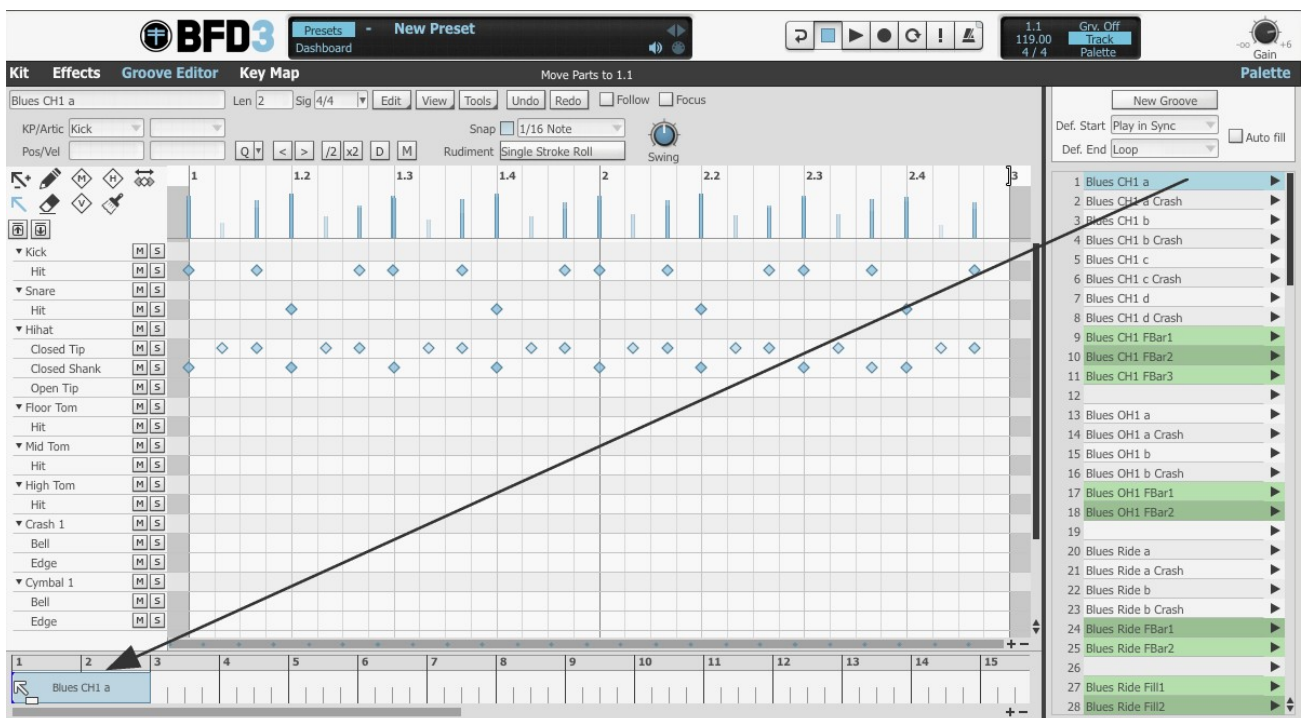 BFD3
Presets - New Preset
Dashboard
1.1 Grv. Off
119.00 Track
4 / 4 Palette
-∞ +6
Gain
Kit Effects Groove Editor Key Map Move Parts to 1.1 Palette
Blues CH1 a Len 2 Sig 4/4 Edit View Tools Undo Redo Follow Focus
KP/Artic Kick Snap 1/16 Note
Pos/Vel Q < > /2 x2 D M Rudiment Single Stroke Roll Swing
M H
V
1 1.2 1.3 1.4 2 2.2 2.3 2.4 3
Kick M S
Hit M S
Snare M S
Hit M S
Hihat M S
Closed Tip M S
Closed Shank M S
Open Tip M S
Floor Tom M S
Hit M S
Mid Tom M S
Hit M S
High Tom M S
Hit M S
Crash 1 M S
Bell M S
Edge M S
Cymbal 1 M S
Bell M S
Edge M S
+ -
1 2 3 4 5 6 7 8 9 10 11 12 13 14 15
Blues CH1 a
+ -
New Groove
Def. Start Play in Sync
Auto fill
Def. End Loop
1 Blues CH1 a
2 Blues CH1 a Crash
3 Blues CH1 b
4 Blues CH1 b Crash
5 Blues CH1 c
6 Blues CH1 c Crash
7 Blues CH1 d
8 Blues CH1 d Crash
9 Blues CH1 FBar1
10 Blues CH1 FBar2
11 Blues CH1 FBar3
12
13 Blues OH1 a
14 Blues OH1 a Crash
15 Blues OH1 b
16 Blues OH1 b Crash
17 Blues OH1 FBar1
18 Blues OH1 FBar2
19
20 Blues Ride a
21 Blues Ride a Crash
22 Blues Ride b
23 Blues Ride b Crash
24 Blues Ride FBar1
25 Blues Ride FBar2
26
27 Blues Ride Fill1
28 Blues Ride Fill2